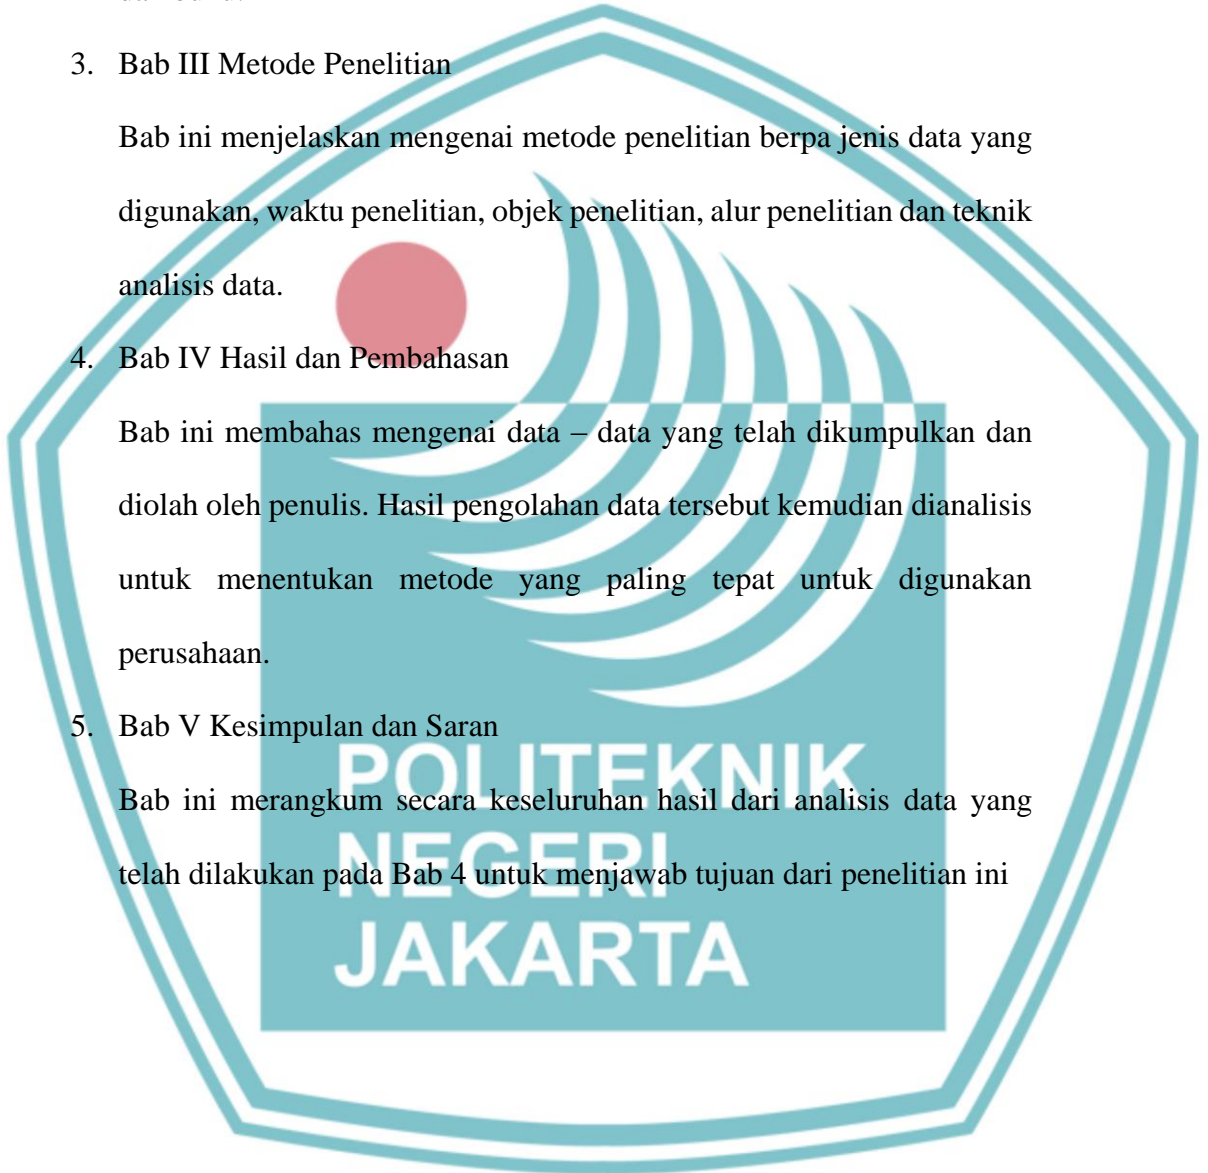 3. Bab III Metode Penelitian
Bab ini menjelaskan mengenai metode penelitian berpa jenis data yang
digunakan, waktu penelitian, objek penelitian, alur penelitian dan teknik
analisis data.
4. Bab IV Hasil dan Pembahasan
Bab ini membahas mengenai data – data yang telah dikumpulkan dan
diolah oleh penulis. Hasil pengolahan data tersebut kemudian dianalisis
untuk menentukan metode yang paling tepat untuk digunakan
perusahaan.
5. Bab V Kesimpulan dan Saran
Bab ini merangkum secara keseluruhan hasil dari analisis data yang
telah dilakukan pada Bab 4 untuk menjawab tujuan dari penelitian ini
POLITEKNIK
NEGERI
JAKARTA